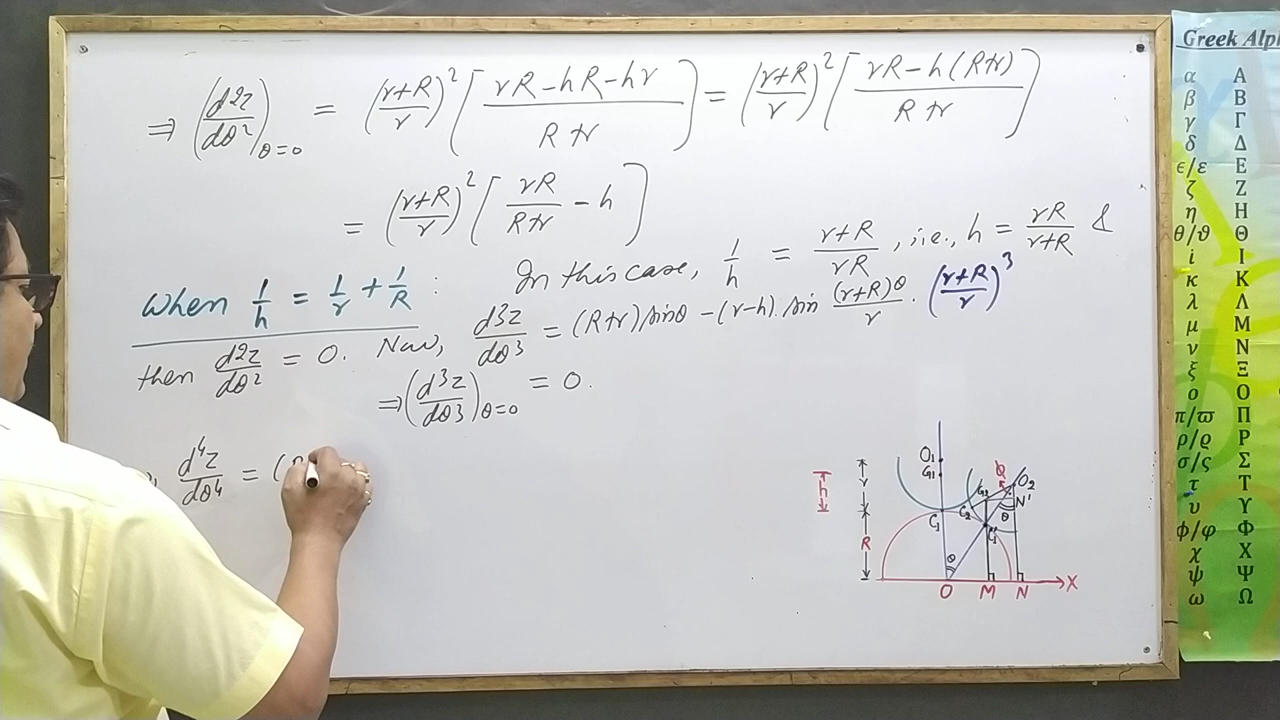 ⇒ (d²z/dθ²)θ=0 = ((r+R)/r)² [(rR – hR – hr)/(R+r)] = ((r+R)/r)² [(rR – h(R+r))/(R+r)]
= ((r+R)/r)² [rR/(R+r) – h]
When 1/h = 1/r + 1/R : In this case, 1/h = (r+R)/(rR), i.e., h = rR/(r+R) &
then d²z/dθ² = 0. Now, d³z/dθ³ = (R+r) sinθ – (r–h). sin (r+R)θ/r . ((r+R)/r)³
⇒ (d³z/dθ³)θ=0 = 0.
d⁴z/dθ⁴ = (
O₁
G₁
r
h
C₁
R
θ
C₂
O₂
N'
θ
O
M
N
X
Greek Alp
α A
β B
γ Γ
δ Δ
ϵ/ε E
ζ Z
η H
θ/ϑ Θ
i I
κ K
λ Λ
μ M
ν N
ξ Ξ
ο O
π/ϖ Π
ρ/ϱ P
σ/ς Σ
τ T
υ Υ
ϕ/φ Φ
χ X
ψ Ψ
ω Ω